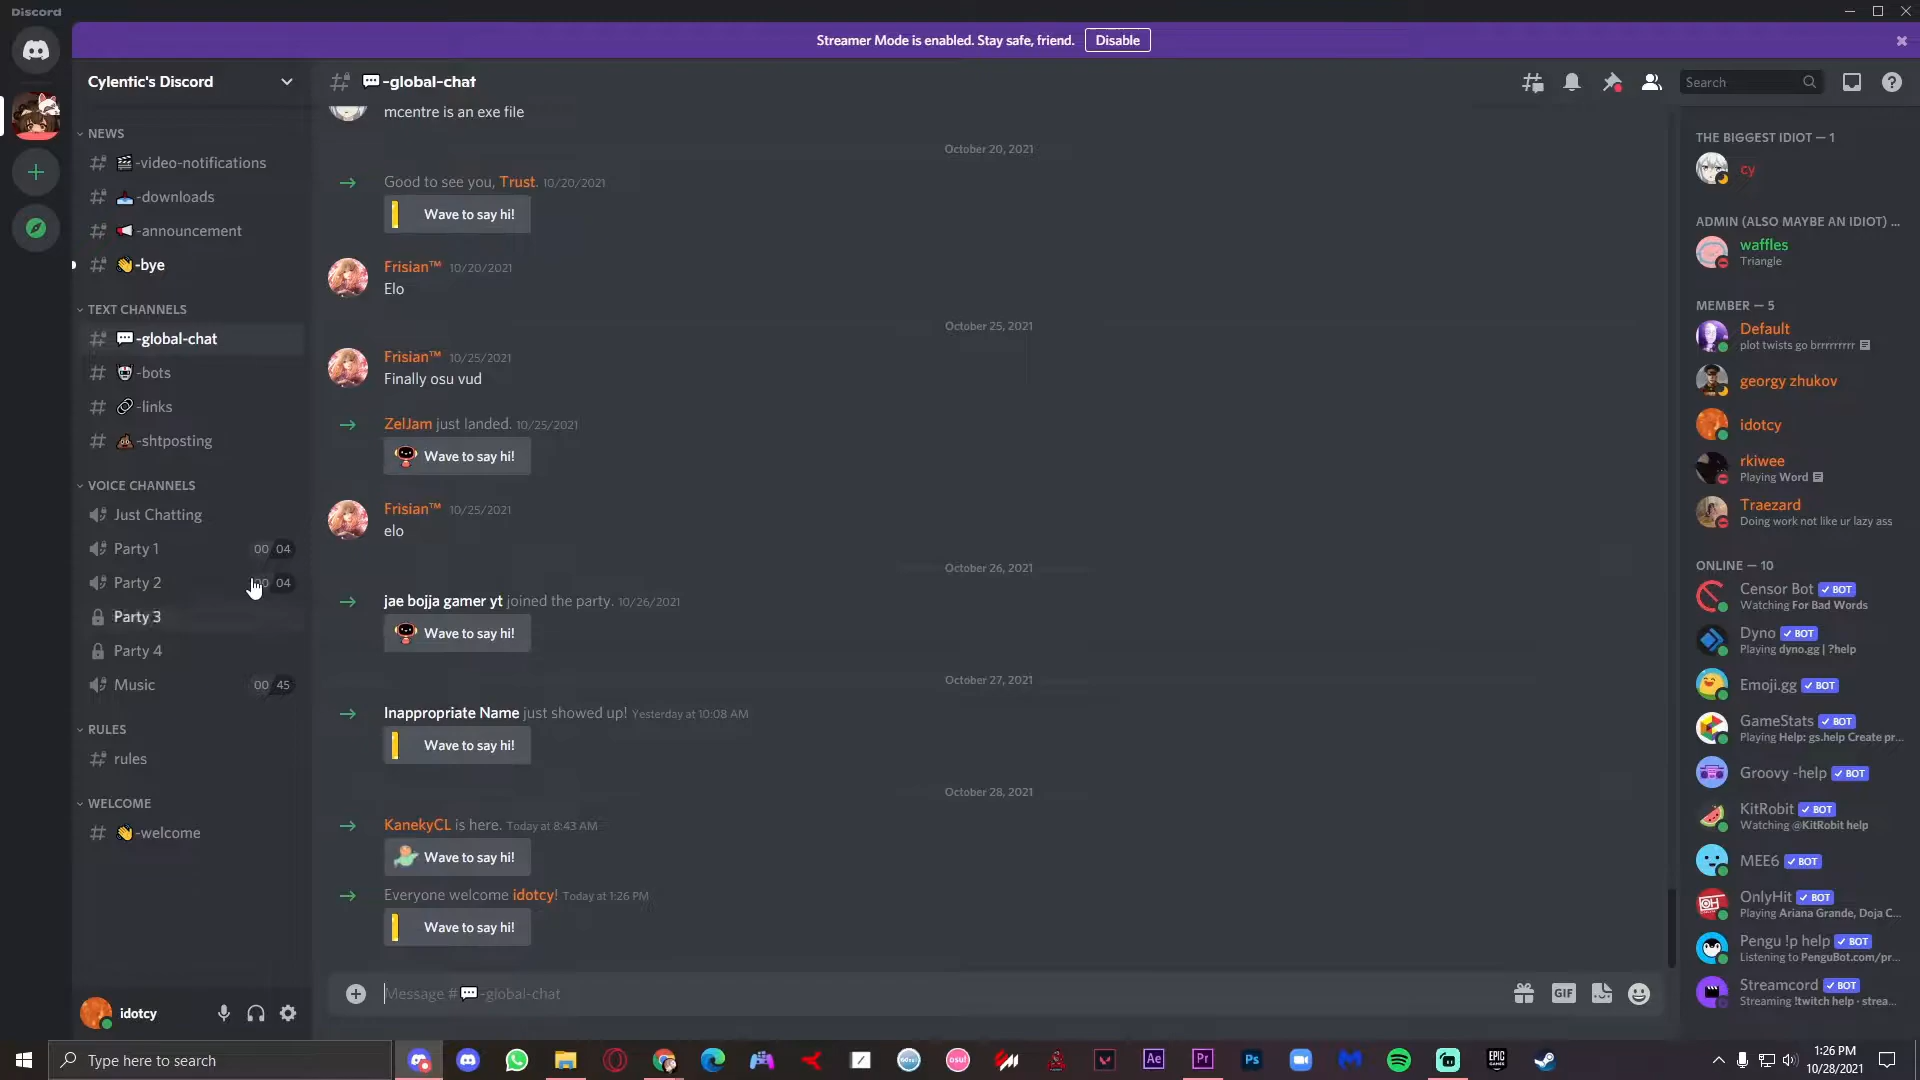 Discord
Streamer Mode is enabled. Stay safe, friend.
Disable
Cylentic's Discord
NEWS
-video-notifications
-downloads
-announcement
-bye
TEXT CHANNELS
-global-chat
-bots
-links
-shtposting
VOICE CHANNELS
Just Chatting
Party 1
00 04
Party 2
04
Party 3
Party 4
Music
00 45
RULES
rules
WELCOME
-welcome
idotcy
-global-chat
Search
mcentre is an exe file
October 20, 2021
Good to see you, Trust. 10/20/2021
Wave to say hi!
Frisian™ 10/20/2021
Elo
October 25, 2021
Frisian™ 10/25/2021
Finally osu vud
ZelJam just landed. 10/25/2021
Wave to say hi!
Frisian™ 10/25/2021
elo
October 26, 2021
jae bojja gamer yt joined the party. 10/26/2021
Wave to say hi!
October 27, 2021
Inappropriate Name just showed up! Yesterday at 10:08 AM
Wave to say hi!
October 28, 2021
KanekyCL is here. Today at 8:43 AM
Wave to say hi!
Everyone welcome idotcy! Today at 1:26 PM
Wave to say hi!
Message #💬-global-chat
GIF
THE BIGGEST IDIOT — 1
cy
ADMIN (ALSO MAYBE AN IDIOT) ...
waffles
Triangle
MEMBER — 5
Default
plot twists go brrrrrrrrr
georgy zhukov
idotcy
rkiwee
Playing Word
Traezard
Doing work not like ur lazy ass
ONLINE — 10
Censor Bot ✓ BOT
Watching For Bad Words
Dyno ✓ BOT
Playing dyno.gg | ?help
Emoji.gg ✓ BOT
GameStats ✓ BOT
Playing Help: gs.help Create pr...
Groovy -help ✓ BOT
KitRobit ✓ BOT
Watching @KitRobit help
MEE6 ✓ BOT
OnlyHit ✓ BOT
Playing Ariana Grande, Doja C...
Pengu !p help ✓ BOT
Listening to PenguBot.com/pr...
Streamcord ✓ BOT
Streaming !twitch help · strea...
Type here to search
osu!
Ae
Pr
Ps
EPIC
1:26 PM
10/28/2021